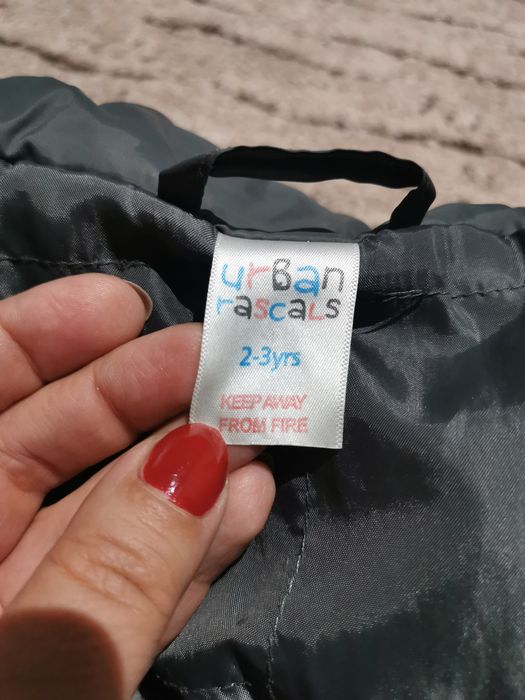 urBan
rascaLs
2-3yrs
KEEP AWAY
FROM FIRE